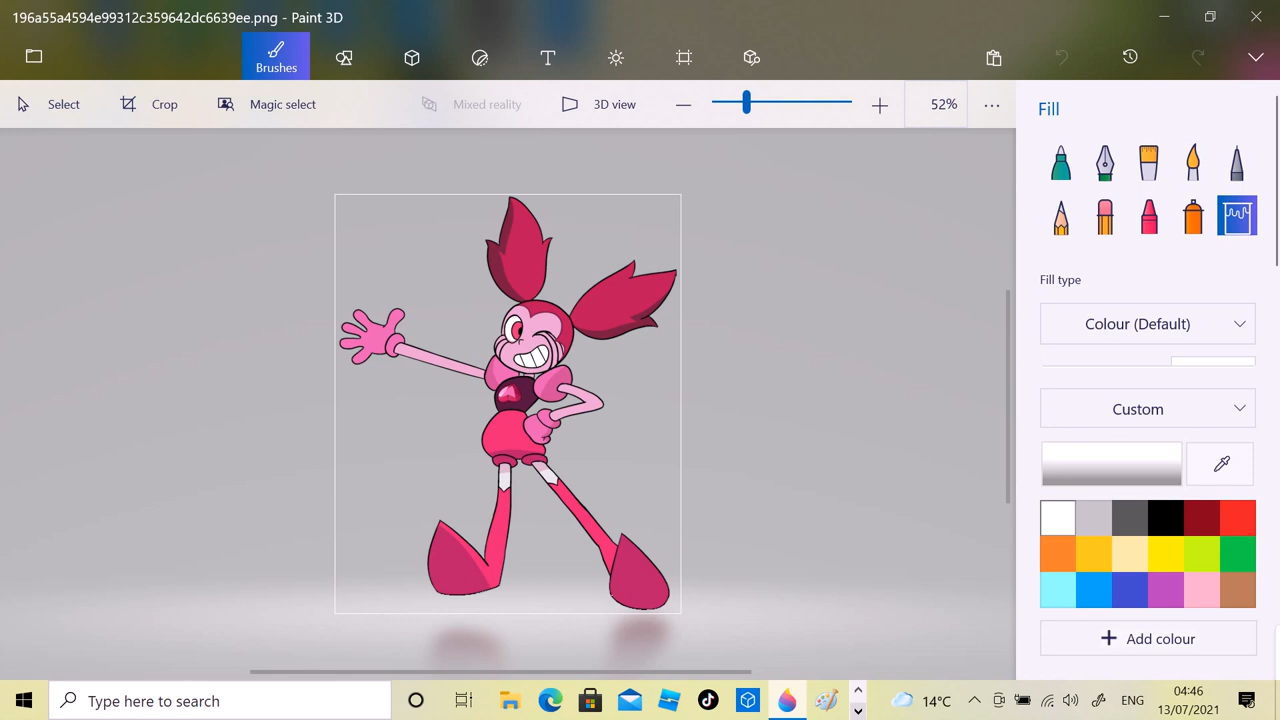 196a55a4594e99312c359642dc6639ee.png - Paint 3D
Brushes
Select Crop Magic select Mixed reality 3D view 52%
Fill
Fill type
Colour (Default)
Custom
Add colour
Type here to search 14°C ENG 04:46
13/07/2021